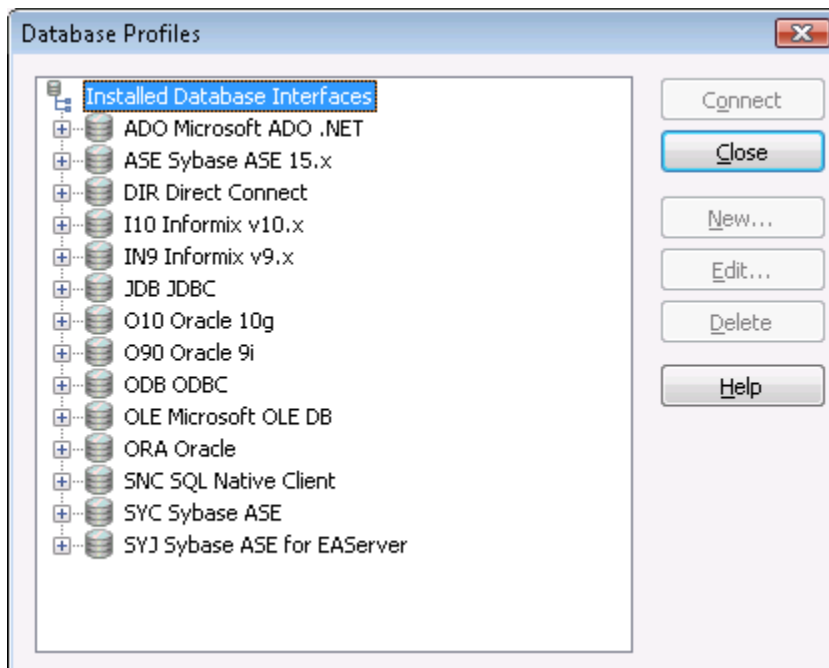 Database Profiles
Installed Database Interfaces
ADO Microsoft ADO .NET
ASE Sybase ASE 15.x
DIR Direct Connect
I10 Informix v10.x
IN9 Informix v9.x
JDB JDBC
O10 Oracle 10g
O90 Oracle 9i
ODB ODBC
OLE Microsoft OLE DB
ORA Oracle
SNC SQL Native Client
SYC Sybase ASE
SYJ Sybase ASE for EAServer
Connect
Close
New...
Edit...
Delete
Help